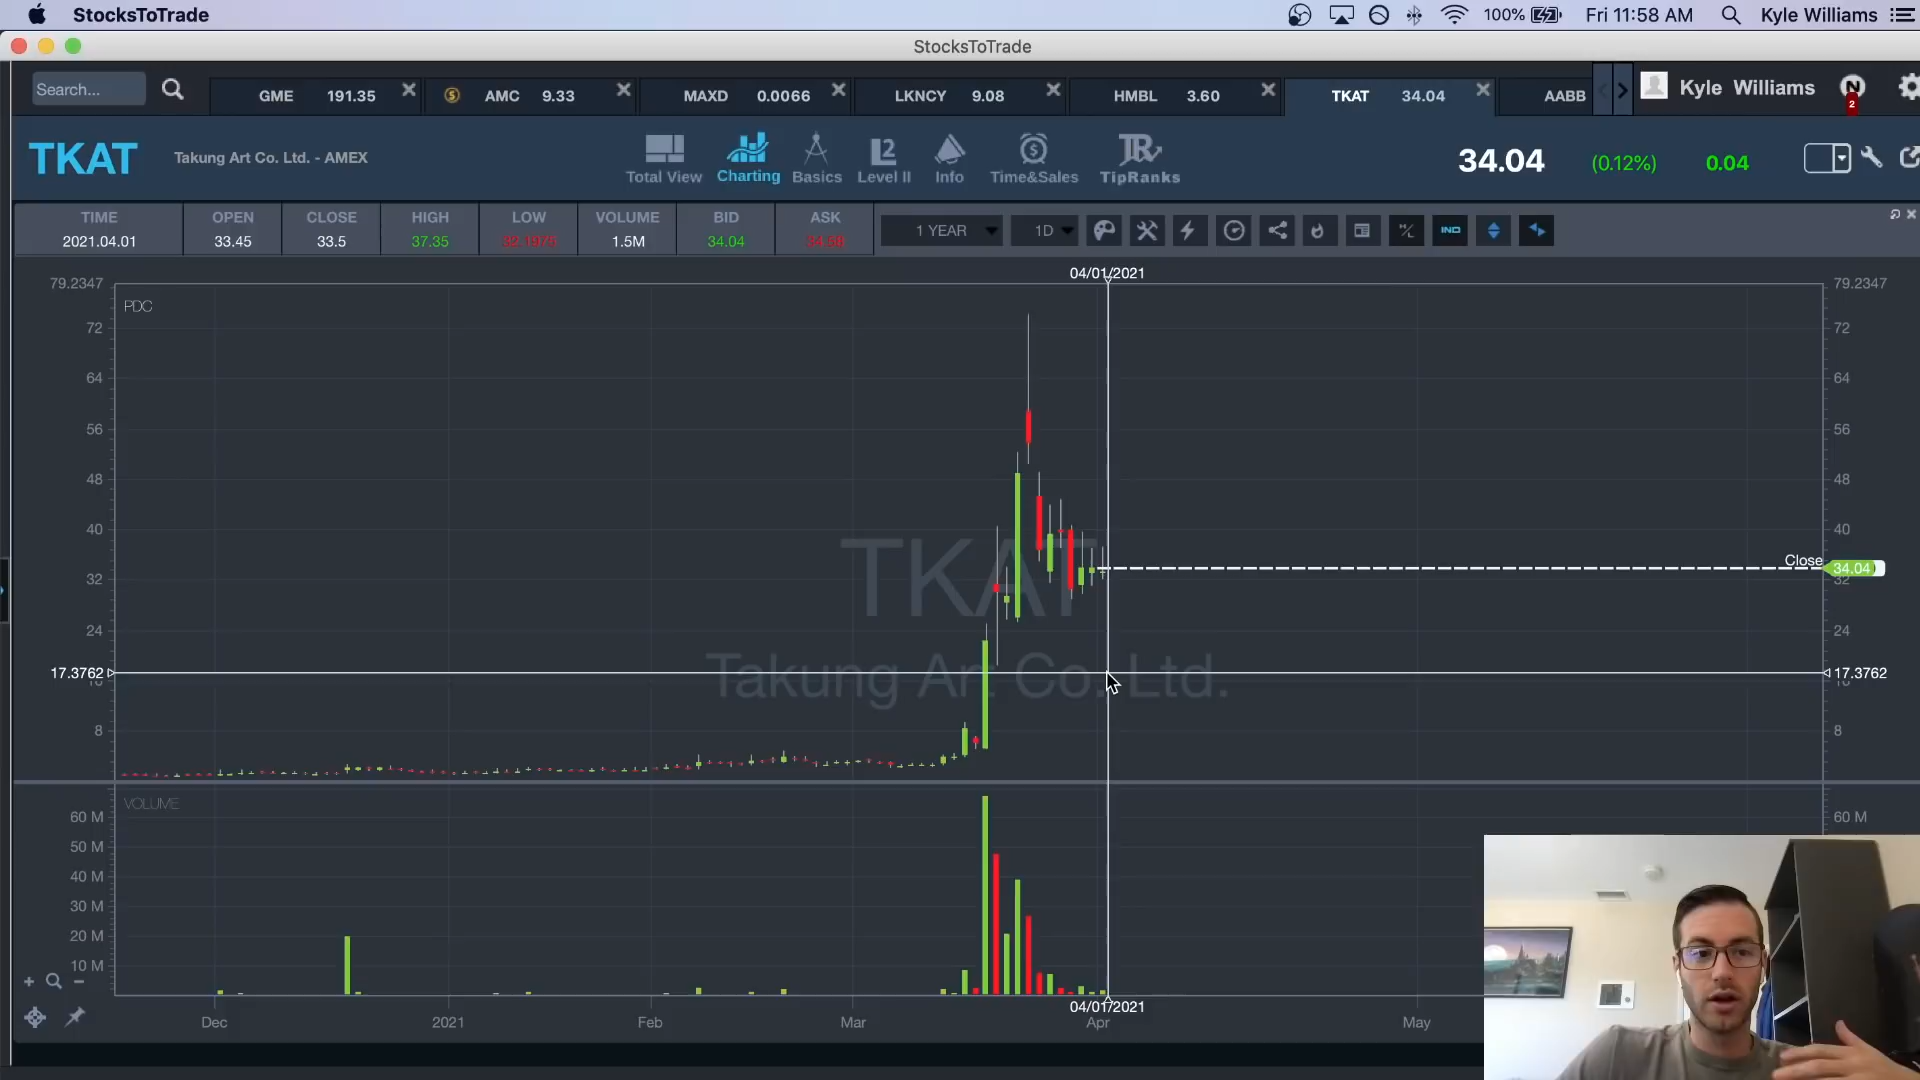 StocksToTrade
100%
Fri 11:58 AM
Kyle Williams
StocksToTrade
Search...
GME 191.35
AMC 9.33
MAXD 0.0066
LKNCY 9.08
HMBL 3.60
TKAT 34.04
AABB
Kyle Williams
N
2
TKAT
Takung Art Co. Ltd. - AMEX
Total View
Charting
Basics
L2
Level II
Info
Time&Sales
TipRanks
34.04
(0.12%)
0.04
TIME OPEN CLOSE HIGH LOW VOLUME BID ASK
2021.04.01 33.45 33.5 37.35 32.1975 1.5M 34.04 34.58
1 YEAR
1D
IND
04/01/2021
79.2347
79.2347
PDC
72
72
64
64
56
56
48
48
40
40
Close
34.04
32
32
24
24
17.3762
17.3762
8
8
TKAT
Takung Art Co. Ltd.
VOLUME
60 M
60 M
50 M
40 M
30 M
20 M
10 M
04/01/2021
Dec
2021
Feb
Mar
Apr
May